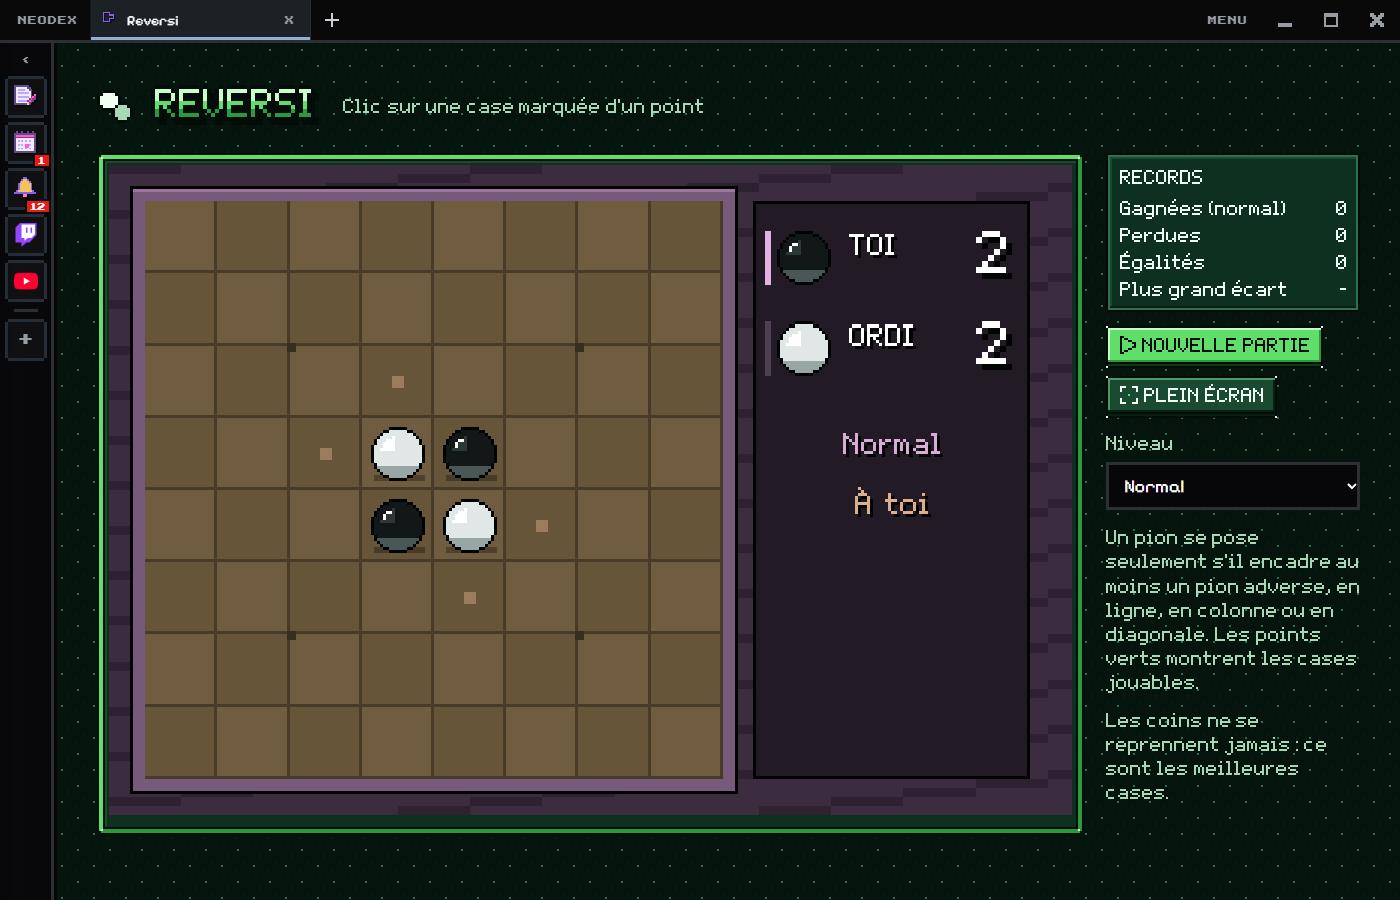 NEODEX
Reversi
MENU
1
12
REVERSI
Clic sur une case marquée d'un point
TOI
2
ORDI
2
Normal
À toi
RECORDS
Gagnées (normal) 0
Perdues 0
Égalités 0
Plus grand écart -
NOUVELLE PARTIE
PLEIN ÉCRAN
Niveau
Normal
Un pion se pose
seulement s'il encadre au
moins un pion adverse, en
ligne, en colonne ou en
diagonale. Les points
verts montrent les cases
jouables.
Les coins ne se
reprennent jamais : ce
sont les meilleures
cases.